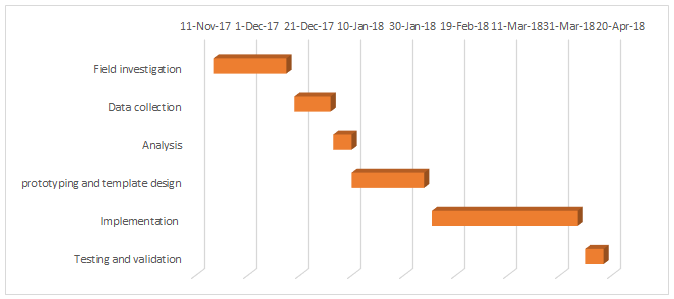 11-Nov-17 1-Dec-17 21-Dec-17 10-Jan-18 30-Jan-18 19-Feb-18 11-Mar-18 31-Mar-18 20-Apr-18
Field investigation
Data collection
Analysis
prototyping and template design
Implementation
Testing and validation